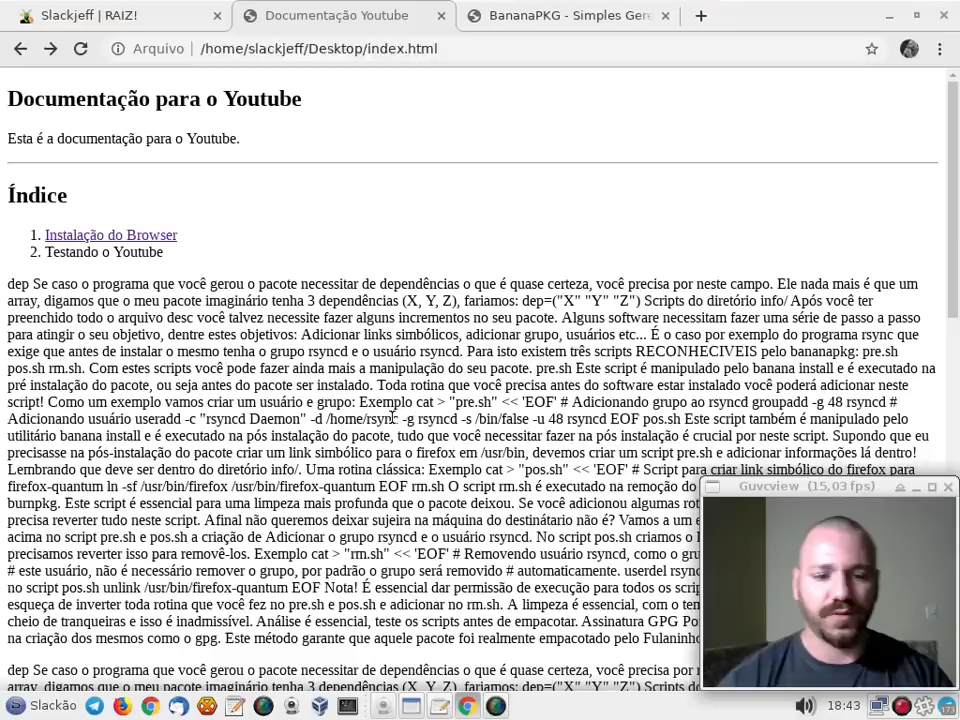 Slackjeff | RAIZ!
Documentação Youtube
BananaPKG - Simples Gere
Arquivo | /home/slackjeff/Desktop/index.html
Documentação para o Youtube
Esta é a documentação para o Youtube.
Índice
1. Instalação do Browser
2. Testando o Youtube
dep Se caso o programa que você gerou o pacote necessitar de dependências o que é quase certeza, você precisa por neste campo. Ele nada mais é que um
array, digamos que o meu pacote imaginário tenha 3 dependências (X, Y, Z), fariamos: dep=("X" "Y" "Z") Scripts do diretório info/ Após você ter
preenchido todo o arquivo desc você talvez necessite fazer alguns incrementos no seu pacote. Alguns software necessitam fazer uma série de passo a passo
para atingir o seu objetivo, dentre estes objetivos: Adicionar links simbólicos, adicionar grupo, usuários etc... É o caso por exemplo do programa rsync que
exige que antes de instalar o mesmo tenha o grupo rsyncd e o usuário rsyncd. Para isto existem três scripts RECONHECIVEIS pelo bananapkg: pre.sh
pos.sh rm.sh. Com estes scripts você pode fazer ainda mais a manipulação do seu pacote. pre.sh Este script é manipulado pelo banana install e é executado na
pré instalação do pacote, ou seja antes do pacote ser instalado. Toda rotina que você precisa antes do software estar instalado você poderá adicionar neste
script! Como um exemplo vamos criar um usuário e grupo: Exemplo cat > "pre.sh" << 'EOF' # Adicionando grupo ao rsyncd groupadd -g 48 rsyncd #
Adicionando usuário useradd -c "rsyncd Daemon" -d /home/rsync -g rsyncd -s /bin/false -u 48 rsyncd EOF pos.sh Este script também é manipulado pelo
utilitário banana install e é executado na pós instalação do pacote, tudo que você necessitar fazer na pós instalação é crucial por neste script. Supondo que eu
precisasse na pós-instalação do pacote criar um link simbólico para o firefox em /usr/bin, devemos criar um script pos.sh e adicionar informações lá dentro!
Lembrando que deve ser dentro do diretório info/. Uma rotina clássica: Exemplo cat > "pos.sh" << 'EOF' # Script para criar link simbólico do firefox para
firefox-quantum ln -sf /usr/bin/firefox /usr/bin/firefox-quantum EOF rm.sh O script rm.sh é executado na remoção do
burnpkg. Este script é essencial para uma limpeza mais profunda que o pacote deixou. Se você adicionou algumas rot
precisa reverter tudo neste script. Afinal não queremos deixar sujeira na máquina do destinátario não é? Vamos a um e
acima no script pre.sh e pos.sh a criação de Adicionar o grupo rsyncd e o usuário rsyncd. No script pos.sh criamos o l
precisamos reverter isso para removê-los. Exemplo cat > "rm.sh" << 'EOF' # Removendo usuário rsyncd, como o gru
# este usuário, não é necessário remover o grupo, por padrão o grupo será removido # automaticamente. userdel rsync
no script pos.sh unlink /usr/bin/firefox-quantum EOF Nota! É essencial dar permissão de execução para todos os scrip
esqueça de inverter toda rotina que você fez no pre.sh e pos.sh e adicionar no rm.sh. A limpeza é essencial, com o tem
cheio de tranqueiras e isso é inadmissível. Análise é essencial, teste os scripts antes de empacotar. Assinatura GPG Po
na criação dos mesmos como o gpg. Este método garante que aquele pacote foi realmente empacotado pelo Fulaninho
dep Se caso o programa que você gerou o pacote necessitar de dependências o que é quase certeza, você precisa por n
array, digamos que o meu pacote imaginário tenha 3 dependências (X, Y, Z), fariamos: dep=("X" "Y" "Z") Scripts do
Guvcview (15,03 fps)
Slackão
18:43
173